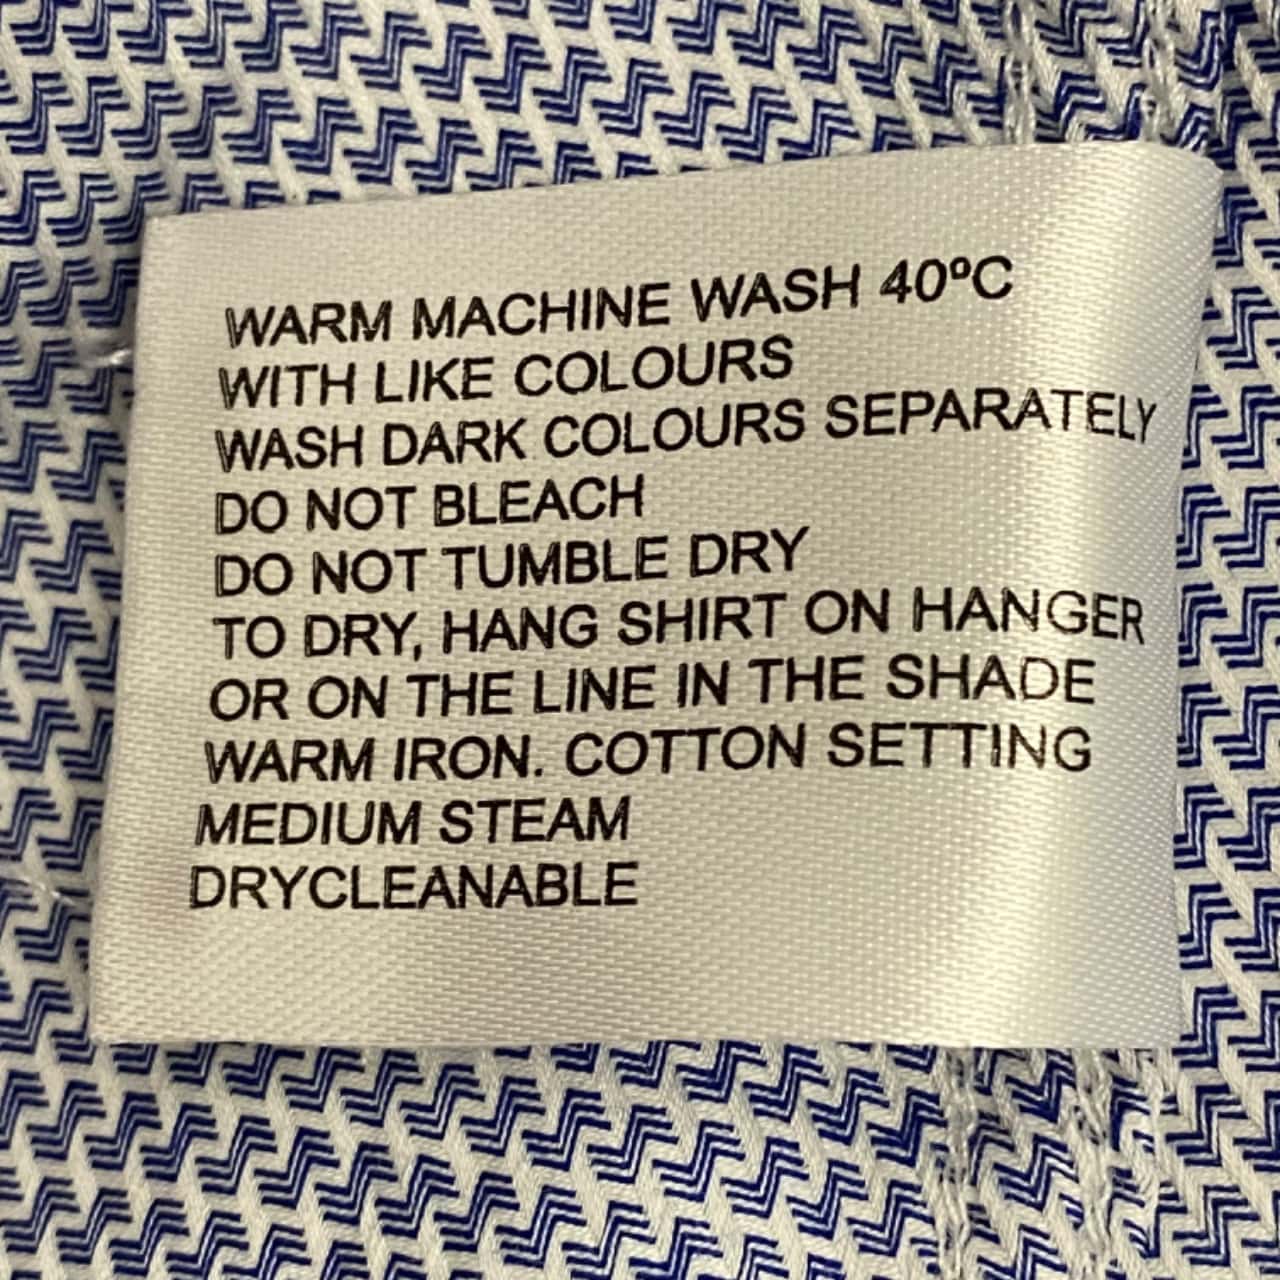 WARM MACHINE WASH 40ºC
WITH LIKE COLOURS
WASH DARK COLOURS SEPARATELY
DO NOT BLEACH
DO NOT TUMBLE DRY
TO DRY, HANG SHIRT ON HANGER
OR ON THE LINE IN THE SHADE
WARM IRON. COTTON SETTING
MEDIUM STEAM
DRYCLEANABLE